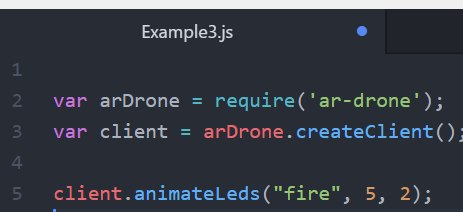 Example3.js
1
2 var arDrone = require('ar-drone');
3 var client = arDrone.createClient();
4
5 client.animateLeds("fire", 5, 2);